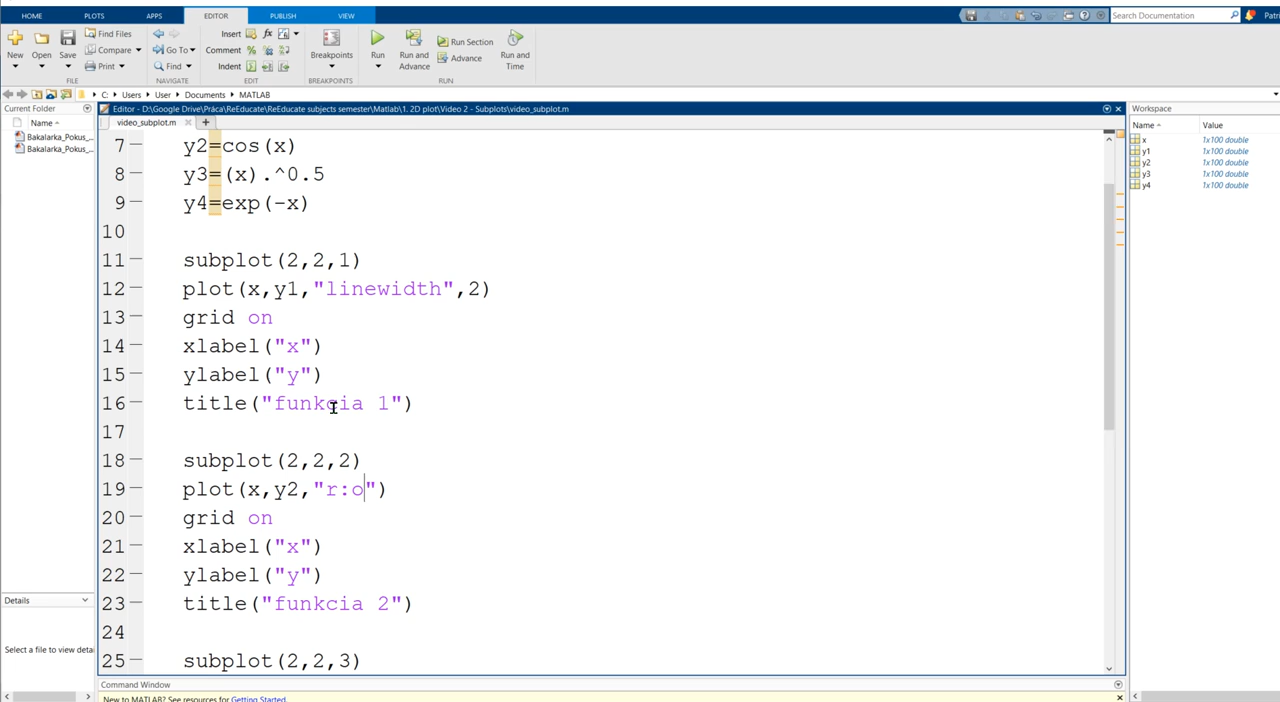 HOME PLOTS APPS EDITOR PUBLISH VIEW Search Documentation Patri
New Open Save Find Files Compare Print FILE
Go To Find NAVIGATE
Insert fx Comment Indent EDIT
Breakpoints BREAKPOINTS
Run Run and Advance Run Section Advance Run and Time RUN
C: Users User Documents MATLAB
Current Folder
Name
Bakalarka_Pokus_...
Bakalarka_Pokus_...
Editor - D:\Google Drive\Práca\ReEducate\ReEducate subjects semester\Matlab\1. 2D plot\Video 2 - Subplots\video_subplot.m
video_subplot.m
7 y2=cos(x)
8 y3=(x).^0.5
9 y4=exp(-x)
10
11 subplot(2,2,1)
12 plot(x,y1,"linewidth",2)
13 grid on
14 xlabel("x")
15 ylabel("y")
16 title("funkcia 1")
17
18 subplot(2,2,2)
19 plot(x,y2,"r:o")
20 grid on
21 xlabel("x")
22 ylabel("y")
23 title("funkcia 2")
24
25 subplot(2,2,3)
Workspace
Name Value
x 1x100 double
y1 1x100 double
y2 1x100 double
y3 1x100 double
y4 1x100 double
Details
Select a file to view detai
Command Window
New to MATLAB? See resources for Getting Started.